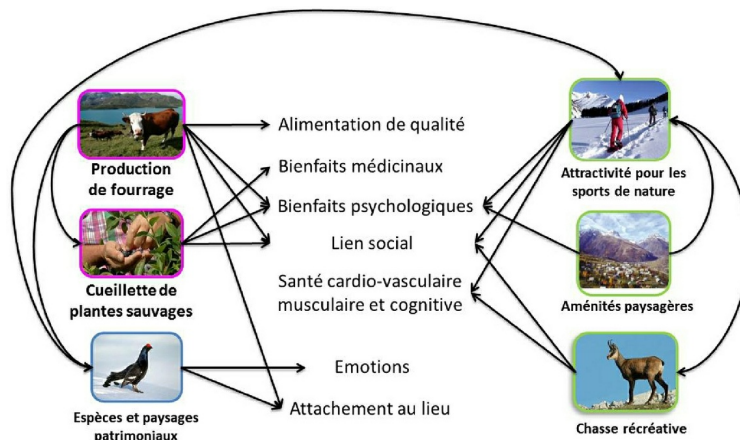 Production
de fourrage
Cueillette de
plantes sauvages
Espèces et paysages
patrimoniaux
Alimentation de qualité
Bienfaits médicinaux
Bienfaits psychologiques
Lien social
Santé cardio-vasculaire
musculaire et cognitive
Emotions
Attachement au lieu
Attractivité pour les
sports de nature
Aménités paysagères
Chasse récréative